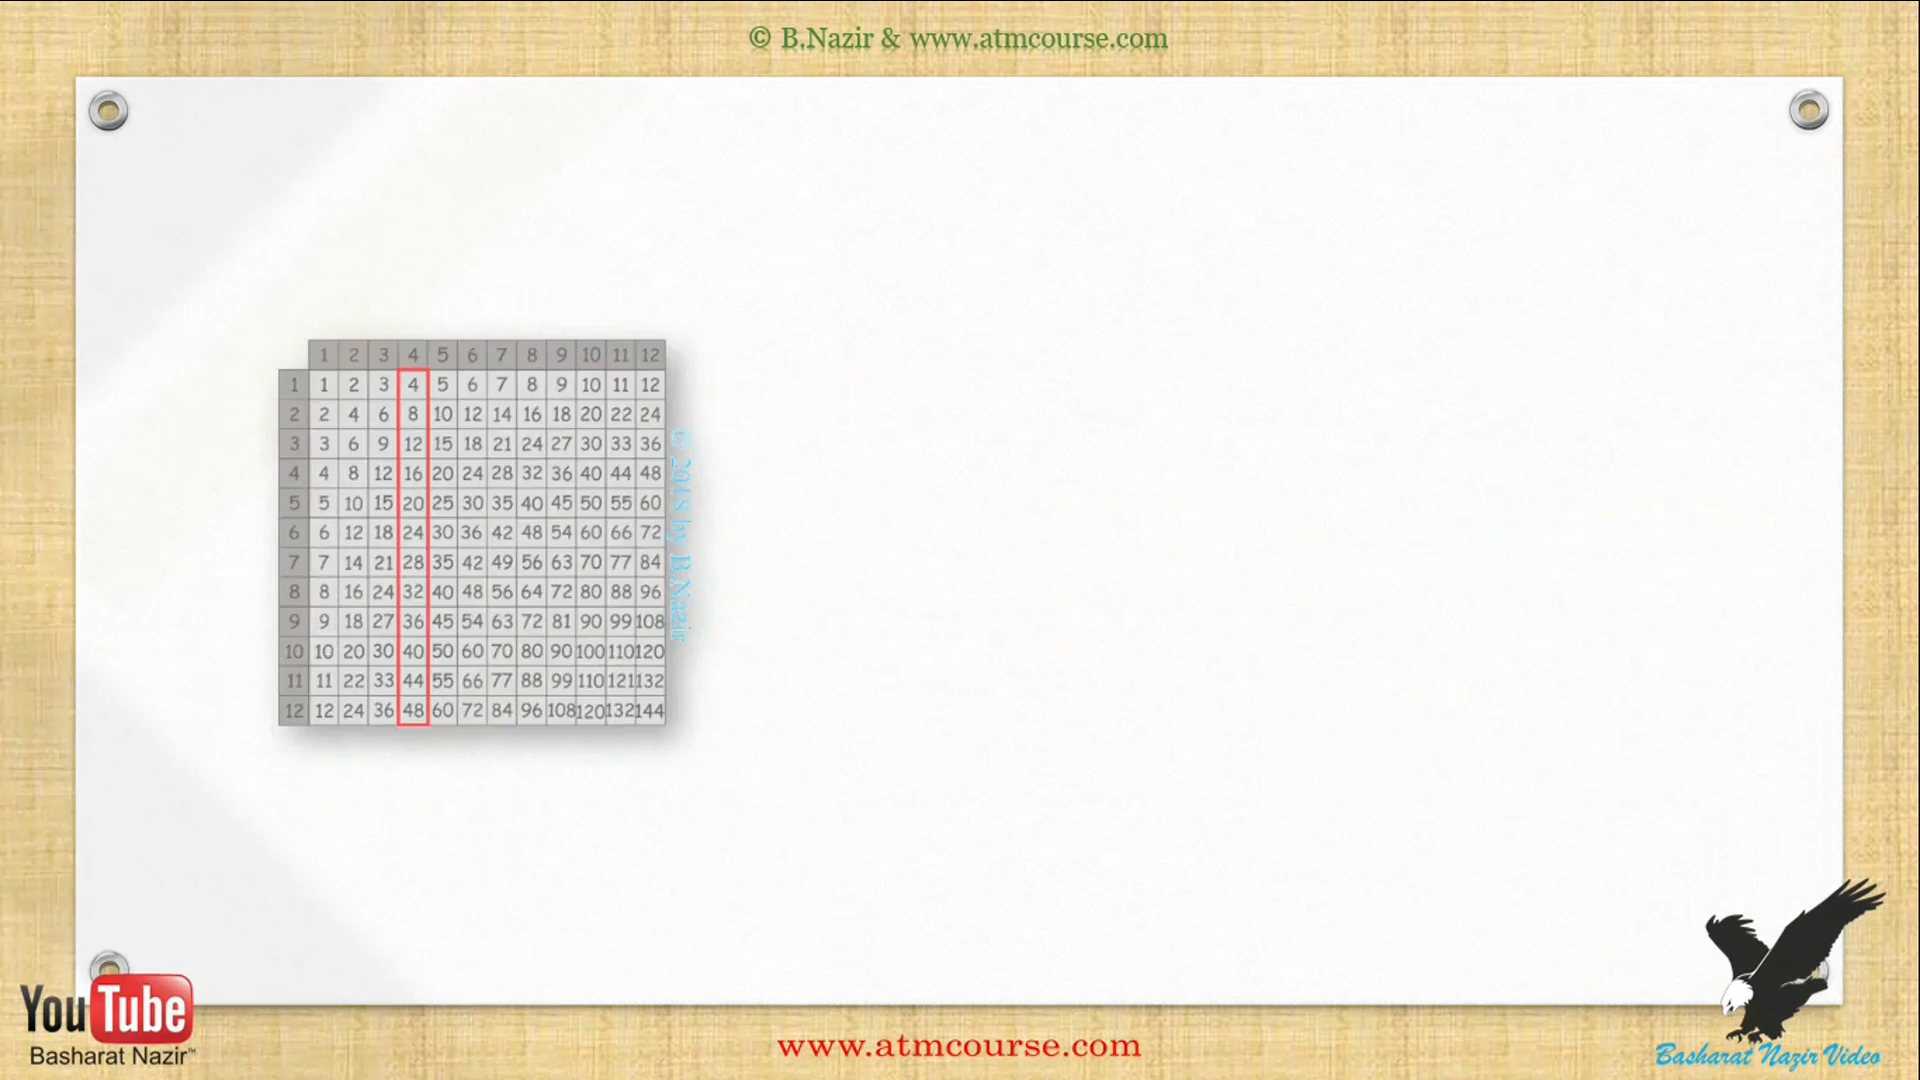 © B.Nazir & www.atmcourse.com
1 2 3 4 5 6 7 8 9 10 11 12
1 1 2 3 4 5 6 7 8 9 10 11 12
2 2 4 6 8 10 12 14 16 18 20 22 24
3 3 6 9 12 15 18 21 24 27 30 33 36
4 4 8 12 16 20 24 28 32 36 40 44 48
5 5 10 15 20 25 30 35 40 45 50 55 60
6 6 12 18 24 30 36 42 48 54 60 66 72
7 7 14 21 28 35 42 49 56 63 70 77 84
8 8 16 24 32 40 48 56 64 72 80 88 96
9 9 18 27 36 45 54 63 72 81 90 99 108
10 10 20 30 40 50 60 70 80 90 100 110 120
11 11 22 33 44 55 66 77 88 99 110 121 132
12 12 24 36 48 60 72 84 96 108 120 132 144
© 2018 by B.Nazir
YouTube
Basharat Nazir™
www.atmcourse.com
Basharat Nazir Video